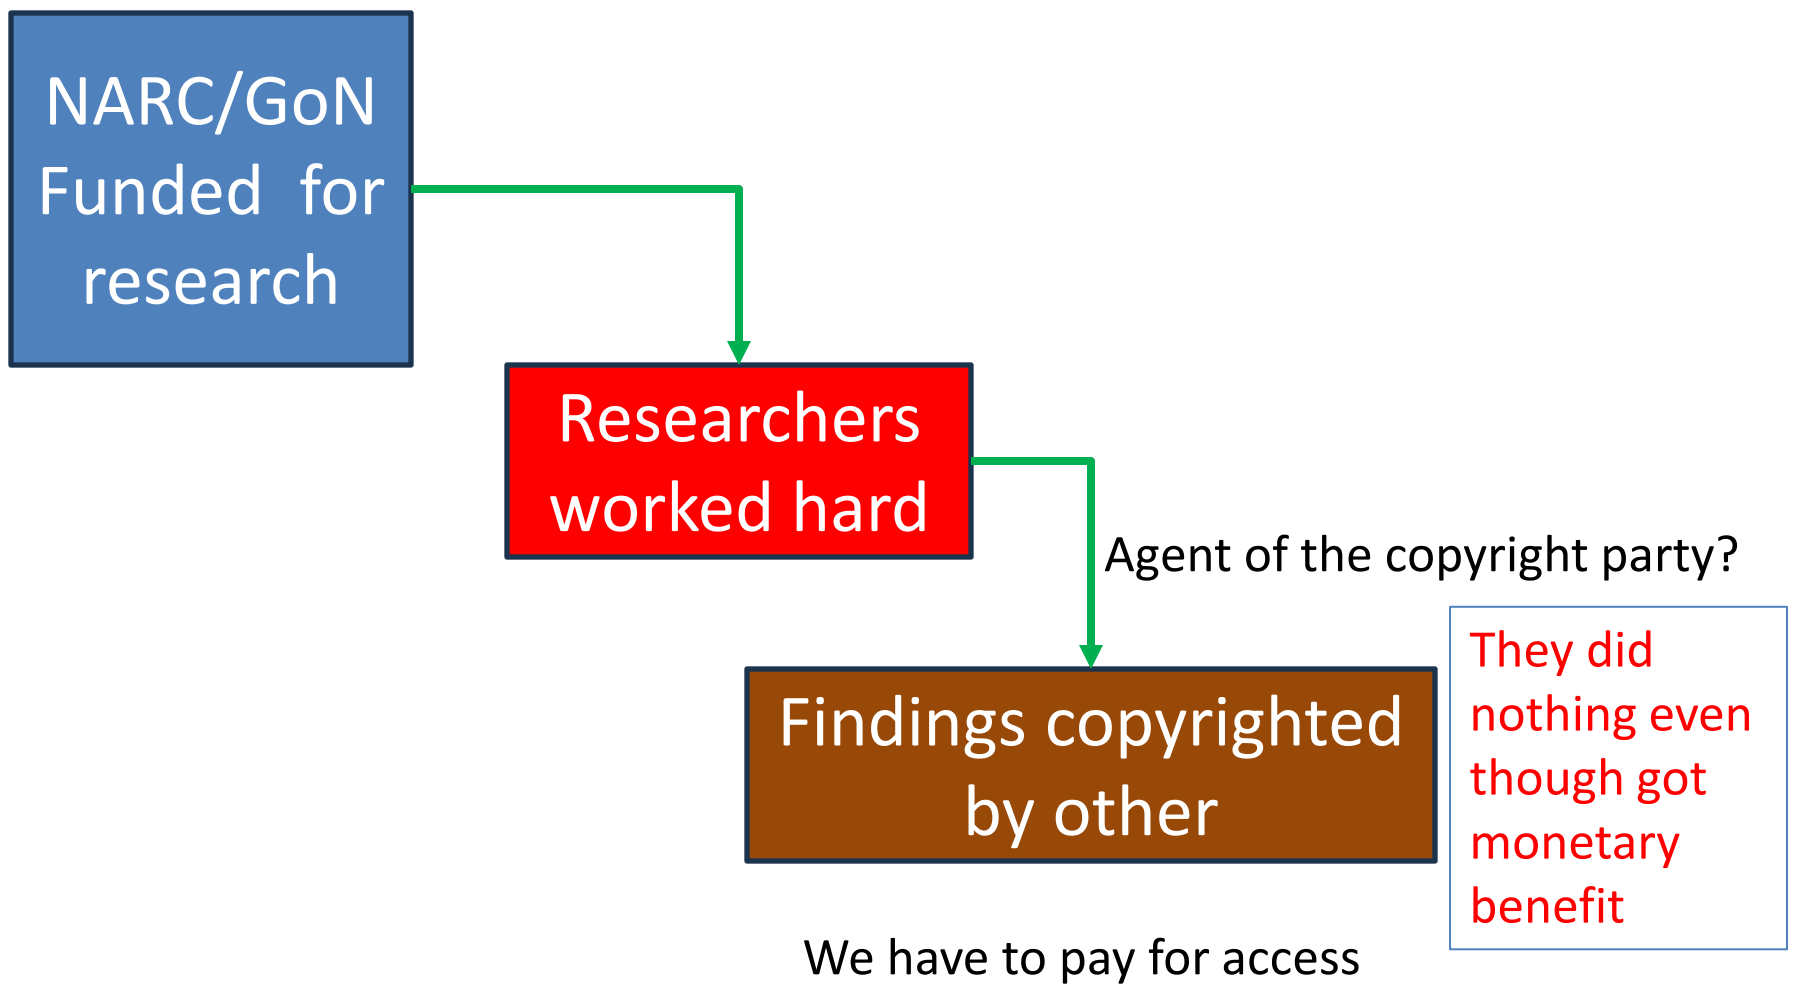 NARC/GoN
Funded  for
research
Researchers
worked hard
Agent of the copyright party?
Findings copyrighted
by other
They did
nothing even
though got
monetary
benefit
We have to pay for access